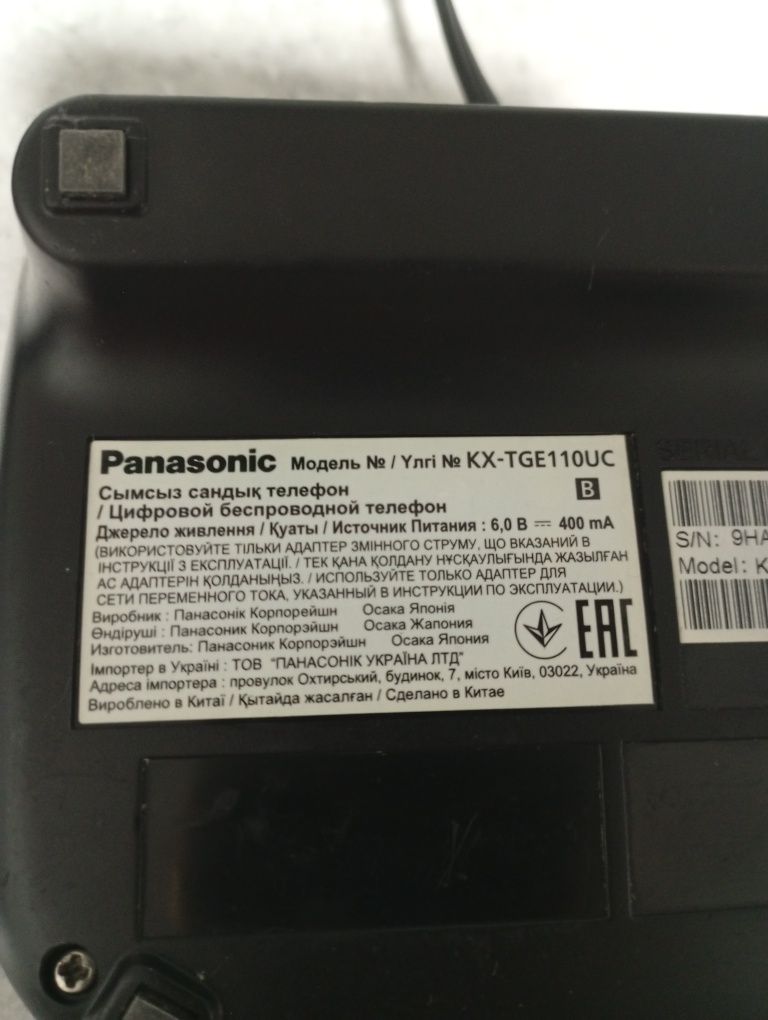 Panasonic Модель № / Үлгі № KX-TGE110UC
Сымсыз сандық телефон
B
/ Цифровой беспроводной телефон
Джерело живлення / Қуаты / Источник Питания : 6,0 В ⎓ 400 mA
(ВИКОРИСТОВУЙТЕ ТІЛЬКИ АДАПТЕР ЗМІННОГО СТРУМУ, ЩО ВКАЗАНИЙ В
ІНСТРУКЦІЇ З ЕКСПЛУАТАЦІЇ. / ТЕК ҚАНА ҚОЛДАНУ НҰСҚАУЛЫҒЫНДА ЖАЗЫЛҒАН
АС АДАПТЕРІН ҚОЛДАНЫҢЫЗ. / ИСПОЛЬЗУЙТЕ ТОЛЬКО АДАПТЕР ДЛЯ
СЕТИ ПЕРЕМЕННОГО ТОКА, УКАЗАННЫЙ В ИНСТРУКЦИИ ПО ЭКСПЛУАТАЦИИ.)
Виробник : Панасонік Корпорейшн Осака Японія
Өндіруші : Панасоник Корпорэйшн Осака Жапония
Изготовитель: Панасоник Корпорэйшн Осака Япония
EAC
Імпортер в Україні : ТОВ "ПАНАСОНІК УКРАЇНА ЛТД"
Адреса імпортера : провулок Охтирський, будинок, 7, місто Київ, 03022, Україна
Вироблено в Китаї / Қытайда жасалған / Сделано в Китае
SERIAL
S/N: 9HA
Model: K